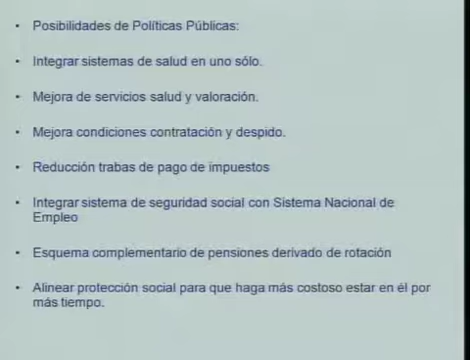 • Posibilidades de Políticas Públicas:
• Integrar sistemas de salud en uno sólo.
• Mejora de servicios salud y valoración.
• Mejora condiciones contratación y despido.
• Reducción trabas de pago de impuestos
• Integrar sistema de seguridad social con Sistema Nacional de
Empleo
• Esquema complementario de pensiones derivado de rotación
• Alinear protección social para que haga más costoso estar en él por
más tiempo.